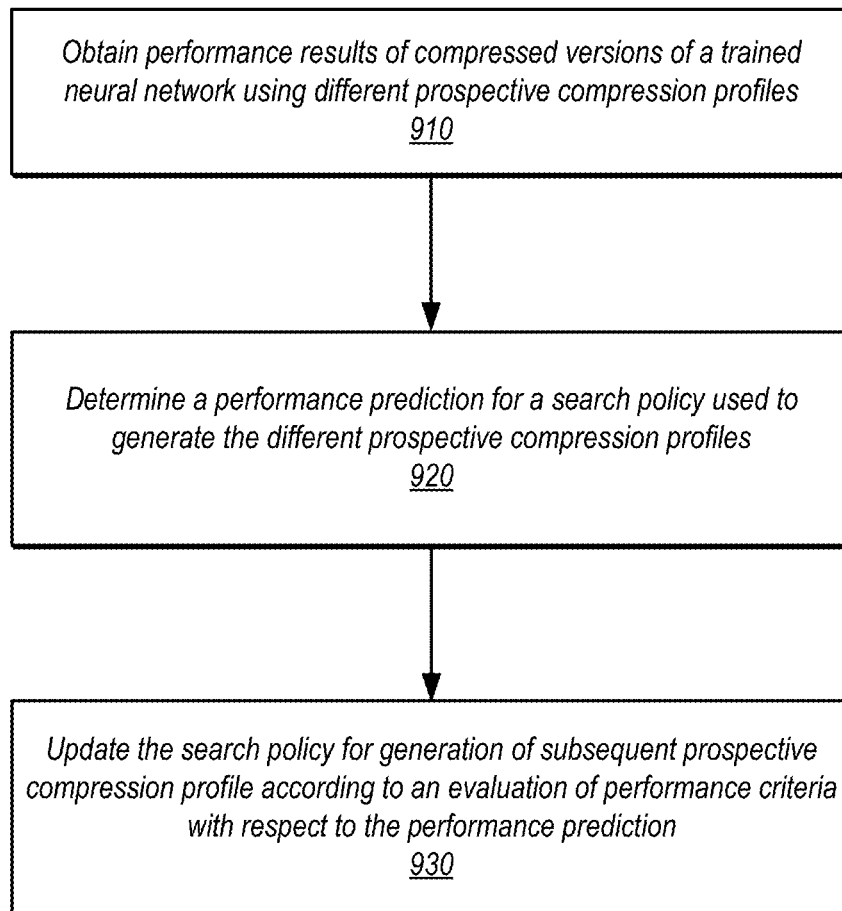 Obtain performance results of compressed versions of a trained
neural network using different prospective compression profiles
910
Determine a performance prediction for a search policy used to
generate the different prospective compression profiles
920
Update the search policy for generation of subsequent prospective
compression profile according to an evaluation of performance criteria
with respect to the performance prediction
930